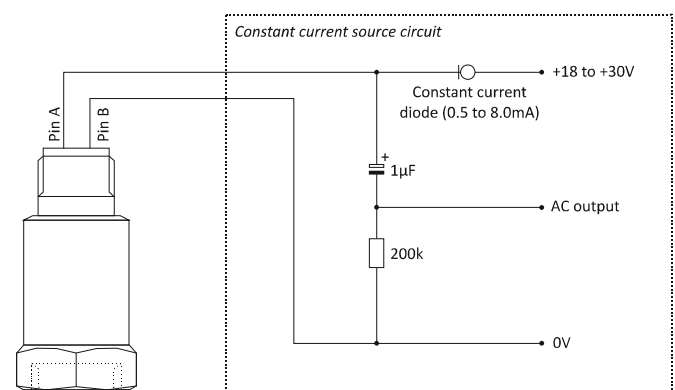 Constant current source circuit
+18 to +30V
Constant current
diode (0.5 to 8.0mA)
Pin A
Pin B
+
1µF
AC output
200k
0V